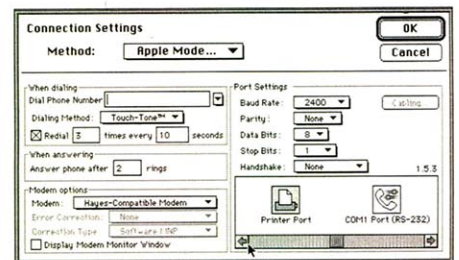 Connection Settings
OK
Method: Apple Mode...
Cancel
When dialing
Dial Phone Number
Dialing Method: Touch-Tone™
Redial 3 times every 10 seconds
When answering
Answer phone after 2 rings
Modem options
Modem: Hayes-Compatible Modem
Error Correction: None
Correction Type Software MNP
Display Modem Monitor Window
Port Settings
Baud Rate: 2400
Cabling
Parity: None
Data Bits: 8
Stop Bits: 1
Handshake: None
1.5.3
Printer Port
COM1 Port (RS-232)